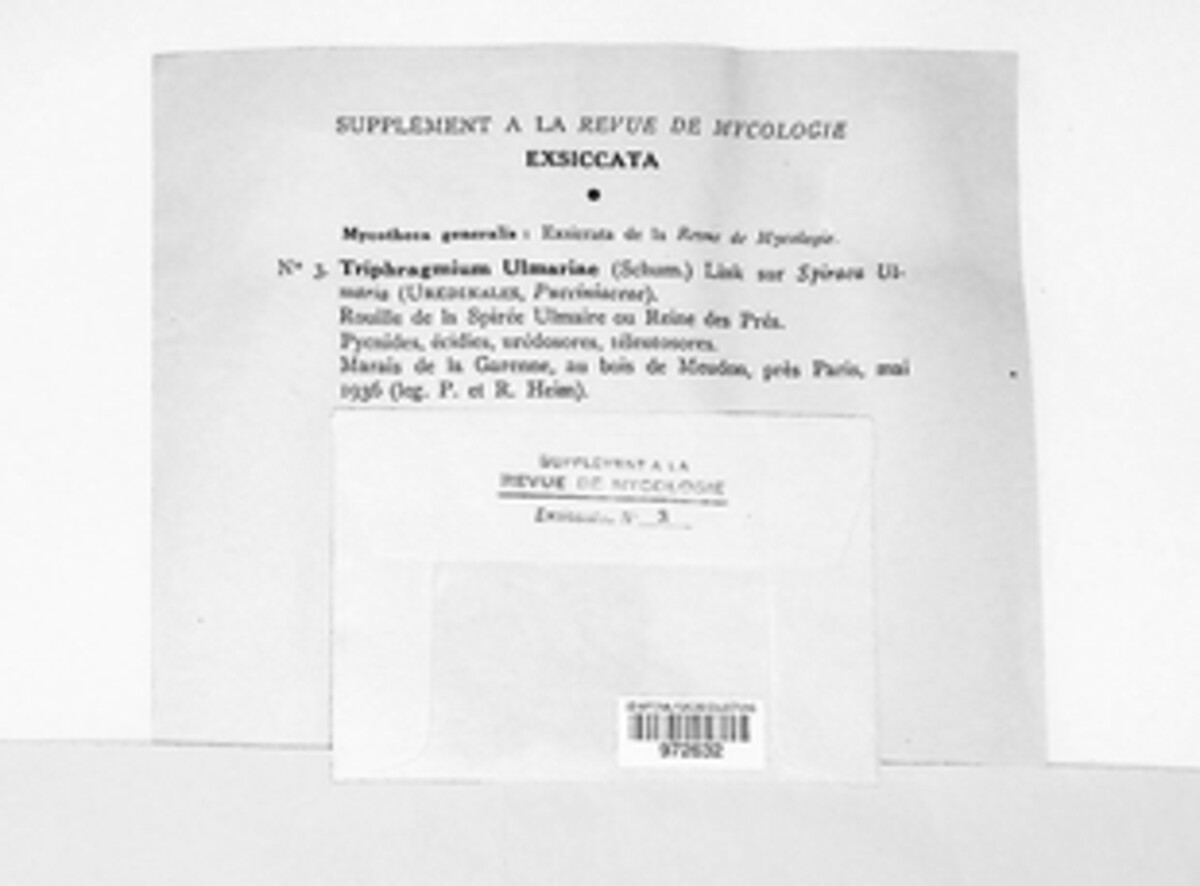 SUPPLÉMENT A LA REVUE DE MYCOLOGIE
EXSICCATA
Mycotheca generalis : Exsiccata de la Revue de Mycologie.
N° 3. Triphragmium Ulmariae (Schum.) Link sur Spiraea Ul-
maria (UREDINALES, Pucciniaceae).
Rouille de la Spirée Ulmaire ou Reine des Prés.
Pycnides, écidies, urédosores, téleutosores.
Marais de la Garenne, au bois de Meudon, près Paris, mai
1936 (leg. P. et R. Heim).
SUPPLÉMENT A LA
REVUE DE MYCOLOGIE
Exsiccata N° 3
972632